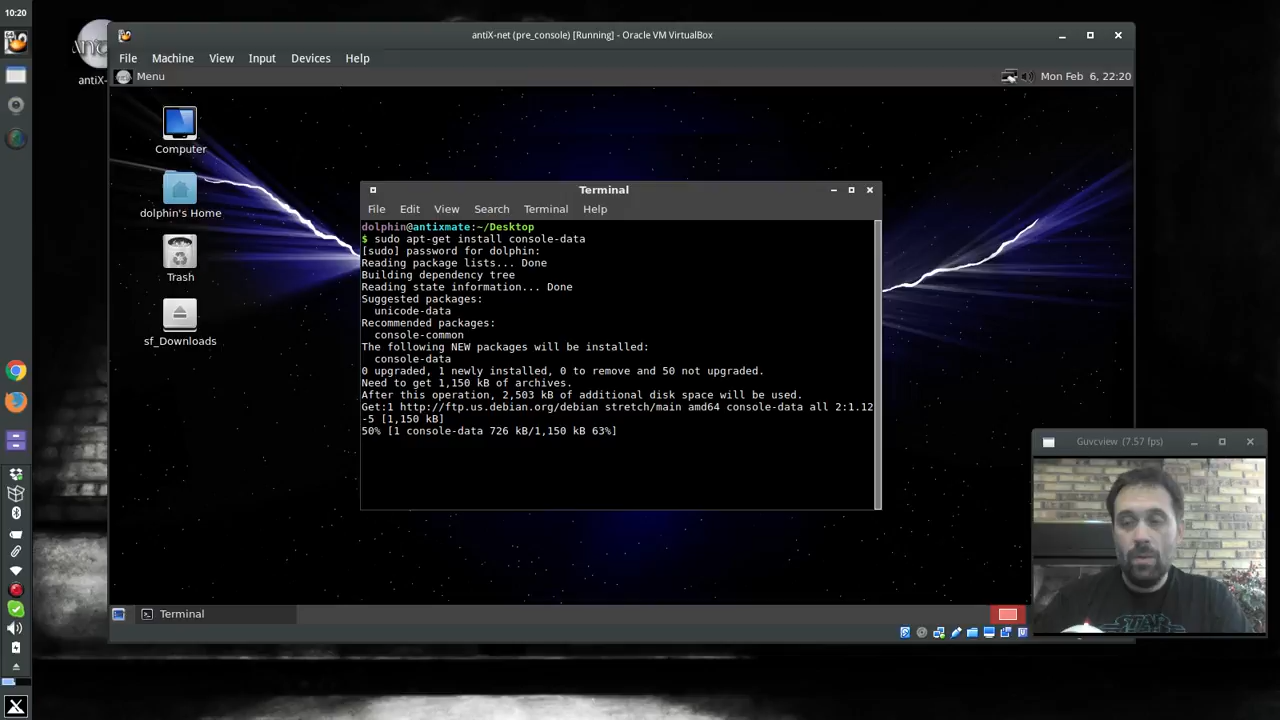 10:20
antiX-net (pre_console) [Running] - Oracle VM VirtualBox
File Machine View Input Devices Help
Menu
Mon Feb 6, 22:20
antiX-
Computer
dolphin's Home
Trash
sf_Downloads
Terminal
File Edit View Search Terminal Help
dolphin@antixmate:~/Desktop
$ sudo apt-get install console-data
[sudo] password for dolphin:
Reading package lists... Done
Building dependency tree
Reading state information... Done
Suggested packages:
unicode-data
Recommended packages:
console-common
The following NEW packages will be installed:
console-data
0 upgraded, 1 newly installed, 0 to remove and 50 not upgraded.
Need to get 1,150 kB of archives.
After this operation, 2,503 kB of additional disk space will be used.
Get:1 http://ftp.us.debian.org/debian stretch/main amd64 console-data all 2:1.12
-5 [1,150 kB]
50% [1 console-data 726 kB/1,150 kB 63%]
Guvcview (7.57 fps)
STAR
Terminal